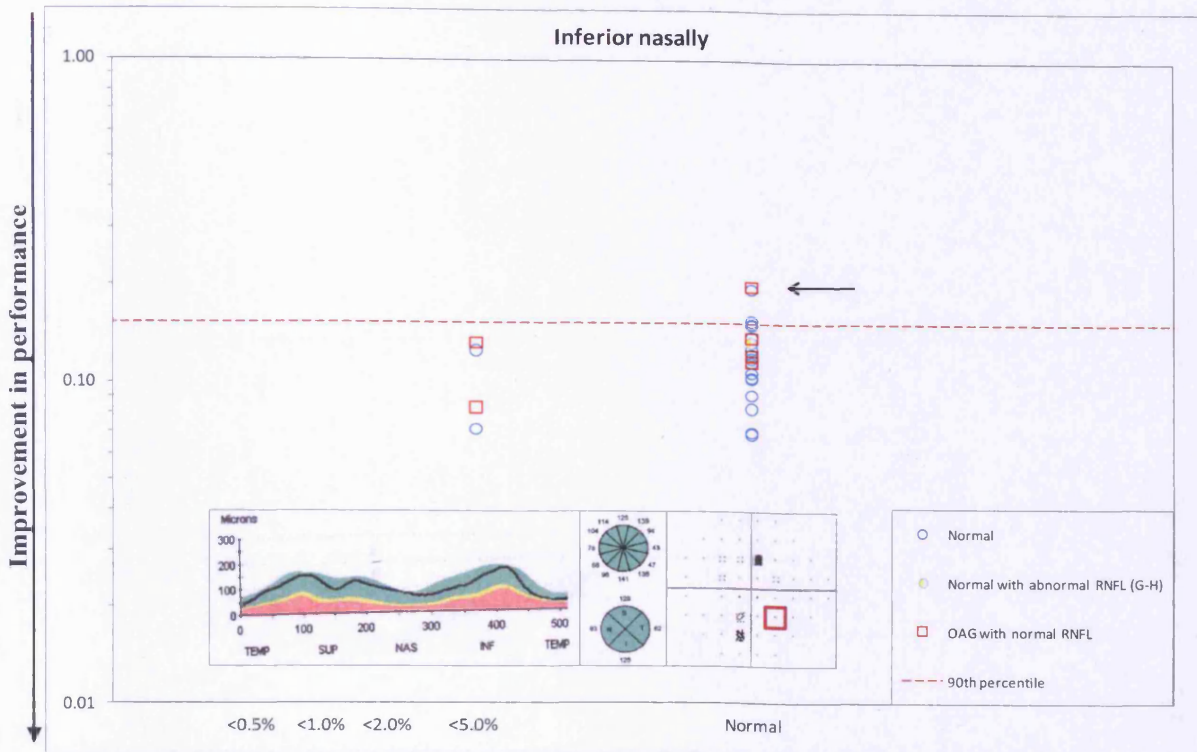 Inferior nasally
Improvement in performance
1.00
0.10
0.01
<0.5% <1.0% <2.0% <5.0% Normal
Microns
300
200
100
0
0 100 200 300 400 500
TEMP SUP NAS INF TEMP
Normal
Normal with abnormal RNFL (G-H)
OAG with normal RNFL
90th percentile